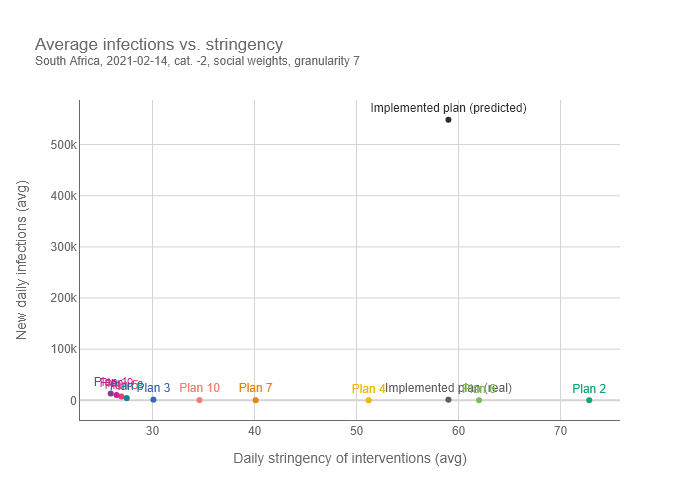 Average infections vs. stringency
South Africa, 2021-02-14, cat. -2, social weights, granularity 7
Implemented plan (predicted)
500k
400k
300k
200k
100k
0
New daily infections (avg)
Plan 3
Plan 10
Plan 7
Plan 4
Implemented plan (real)
Plan 2
30
40
50
60
70
Daily stringency of interventions (avg)